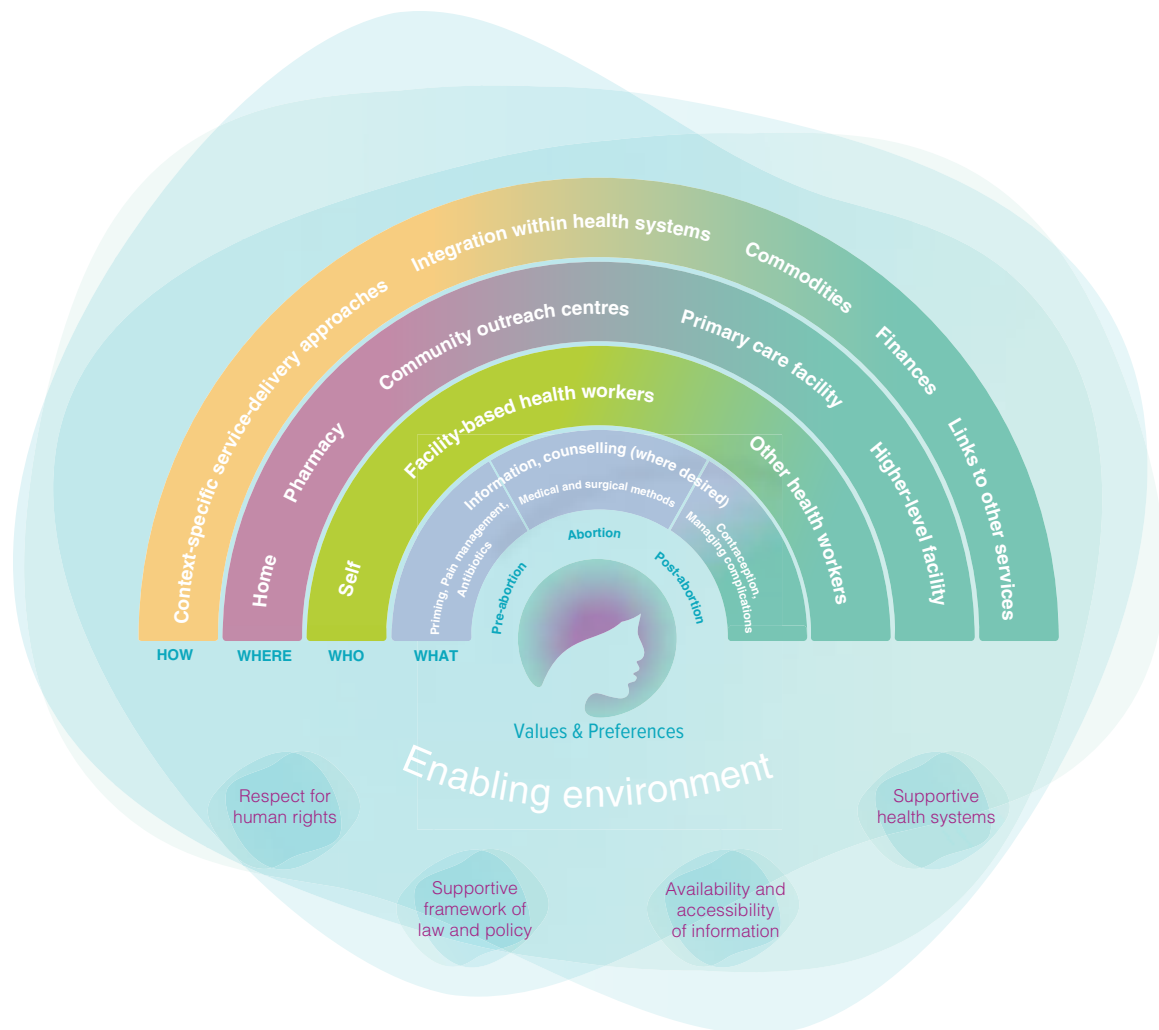 Context-specific service-delivery approaches
Integration within health systems
Commodities
Finances
Links to other services
Home
Pharmacy
Community outreach centres
Primary care facility
Higher-level facility
Self
Facility-based health workers
Other health workers
Information, counselling (where desired)
Priming, Pain management,
Antibiotics
Medical and surgical methods
Contraception,
Managing complications
Pre-abortion
Abortion
Post-abortion
HOW
WHERE
WHO
WHAT
Values & Preferences
Enabling environment
Respect for
human rights
Supportive
framework of
law and policy
Availability and
accessibility
of information
Supportive
health systems